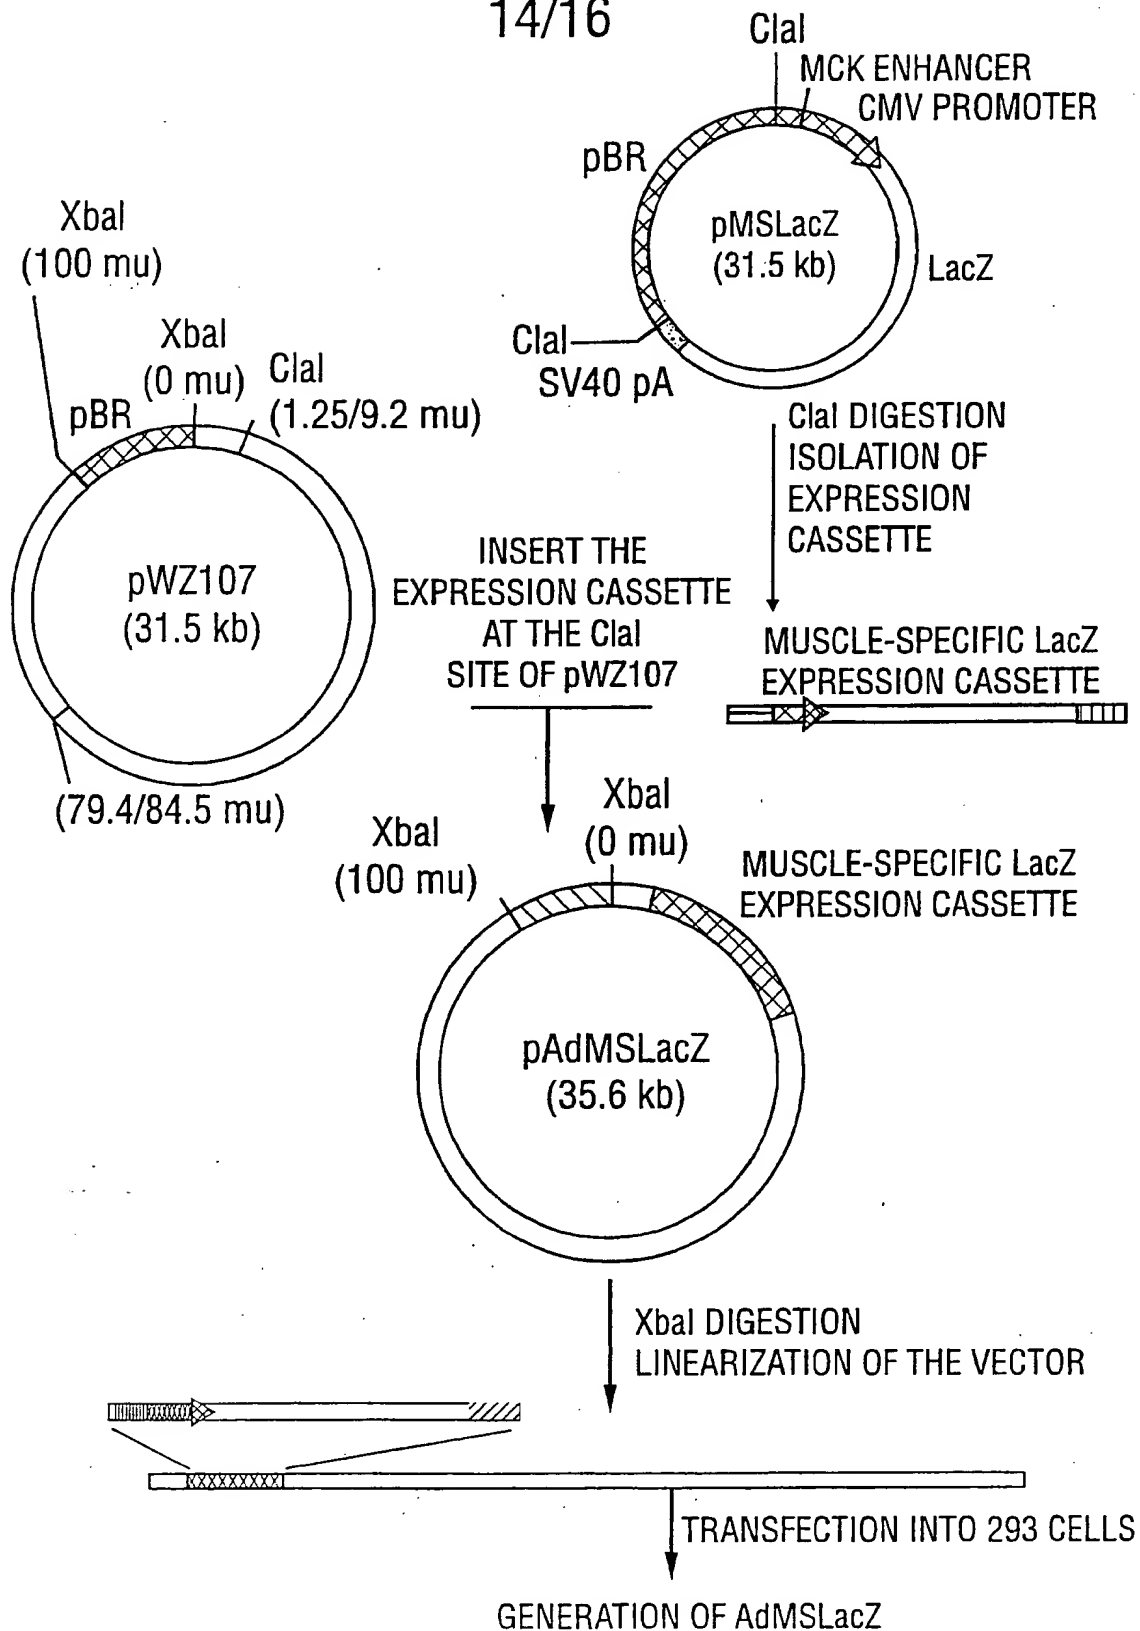 14/16
ClaI
MCK ENHANCER
CMV PROMOTER
pBR
pMSLacZ
(31.5 kb)
LacZ
ClaI
SV40 pA
XbaI
(100 mu)
XbaI
(0 mu)
ClaI
(1.25/9.2 mu)
pBR
pWZ107
(31.5 kb)
(79.4/84.5 mu)
ClaI DIGESTION
ISOLATION OF
EXPRESSION
CASSETTE
INSERT THE
EXPRESSION CASSETTE
AT THE ClaI
SITE OF pWZ107
MUSCLE-SPECIFIC LacZ
EXPRESSION CASSETTE
XbaI
(100 mu)
XbaI
(0 mu)
MUSCLE-SPECIFIC LacZ
EXPRESSION CASSETTE
pAdMSLacZ
(35.6 kb)
XbaI DIGESTION
LINEARIZATION OF THE VECTOR
TRANSFECTION INTO 293 CELLS
GENERATION OF AdMSLacZ